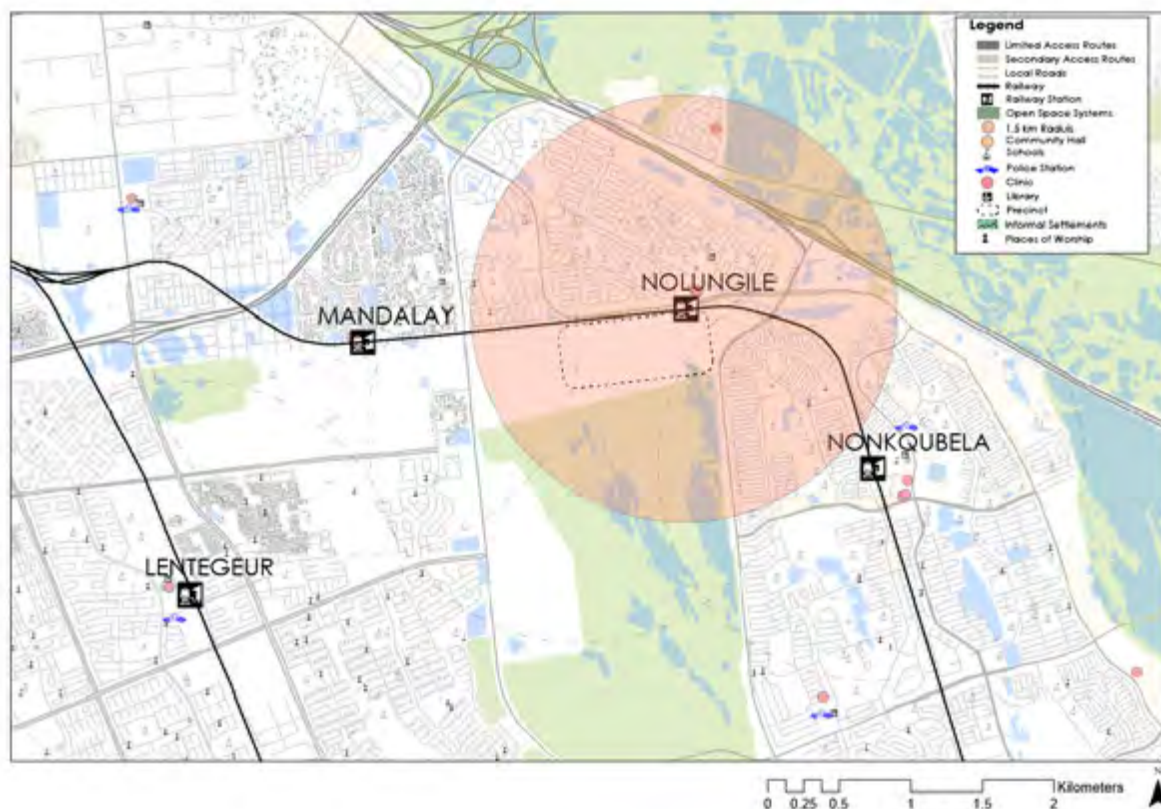 Legend
Limited Access Routes
Secondary Access Routes
Local Roads
Railway
Railway Station
Open Space Systems
1.5 km Radius
Community Hall
Schools
Police Station
Clinic
Library
Precinct
Informal Settlements
Places of Worship
NOLUNGILE
MANDALAY
NONKQUBELA
LENTEGEUR
Kilometers
0 0.25 0.5 1 1.5 2
N